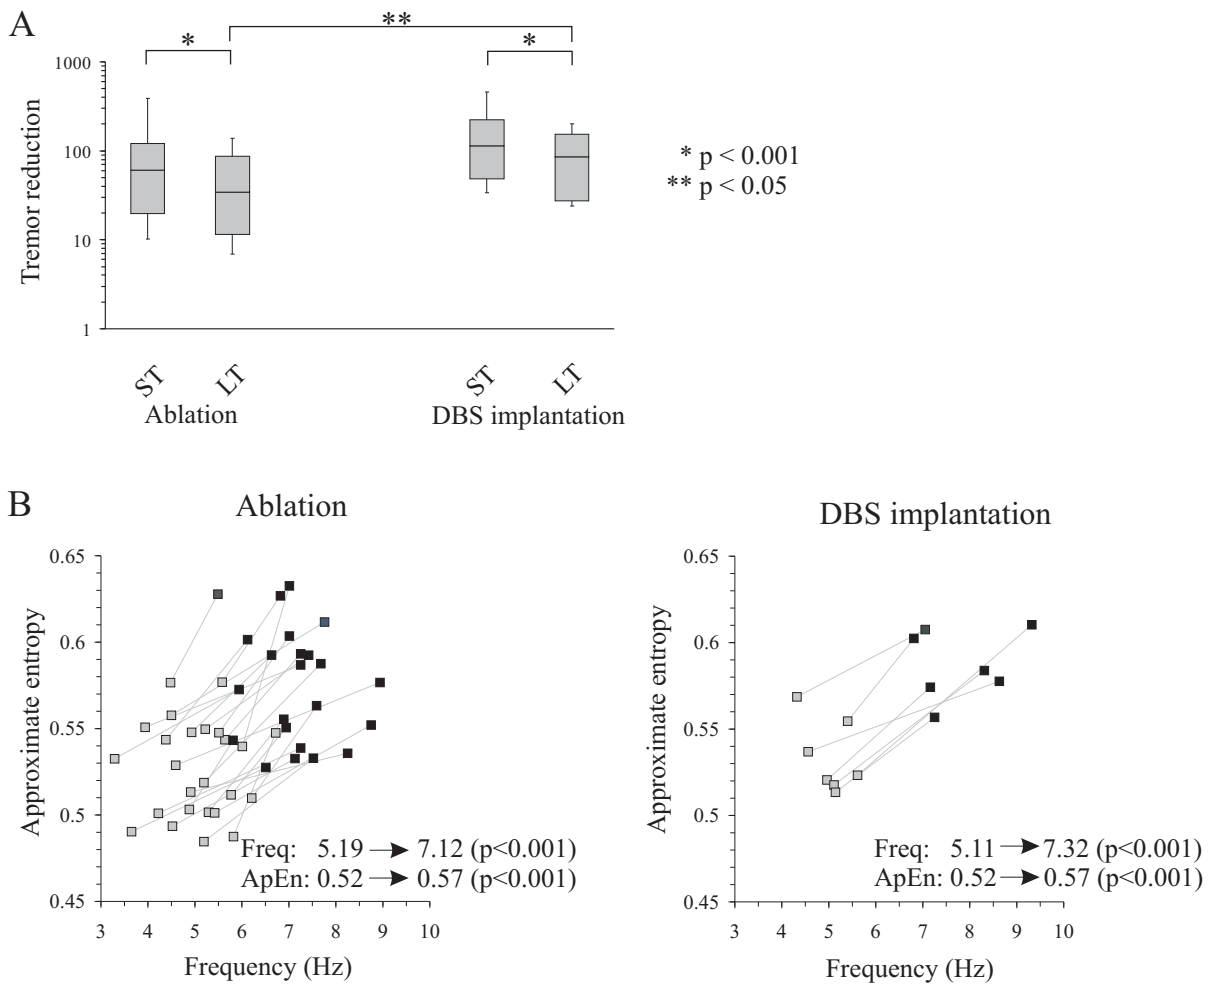 A
*
**
*
1000
100
10
1
Tremor reduction
* p < 0.001
** p < 0.05
ST
LT
ST
LT
Ablation
DBS implantation
B
Ablation
0.65
0.6
0.55
0.5
0.45
Approximate entropy
Freq: 5.19 → 7.12 (p<0.001)
ApEn: 0.52 → 0.57 (p<0.001)
3 4 5 6 7 8 9 10
Frequency (Hz)
DBS implantation
0.65
0.6
0.55
0.5
0.45
Approximate entropy
Freq: 5.11 → 7.32 (p<0.001)
ApEn: 0.52 → 0.57 (p<0.001)
3 4 5 6 7 8 9 10
Frequency (Hz)